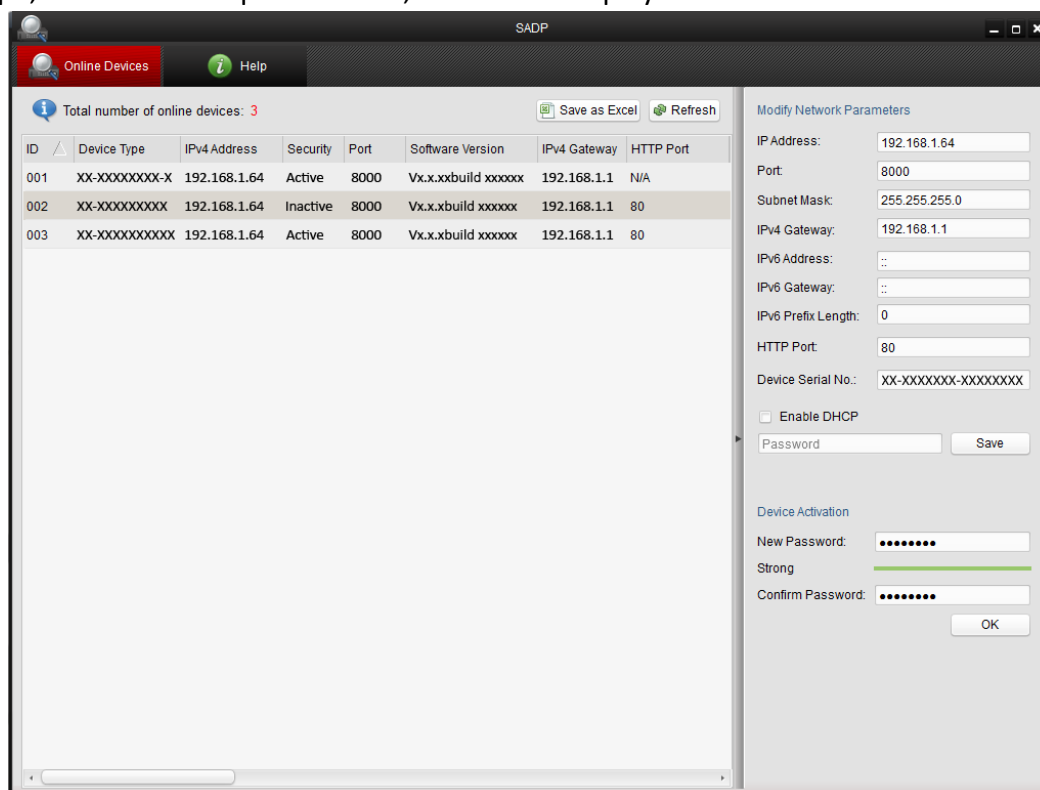 SADP
Online Devices Help
Total number of online devices: 3 Save as Excel Refresh
ID Device Type IPv4 Address Security Port Software Version IPv4 Gateway HTTP Port
001 XX-XXXXXXXX-X 192.168.1.64 Active 8000 Vx.x.xxbuild xxxxxx 192.168.1.1 N/A
002 XX-XXXXXXXXX 192.168.1.64 Inactive 8000 Vx.x.xbuild xxxxxx 192.168.1.1 80
003 XX-XXXXXXXXXX 192.168.1.64 Active 8000 Vx.x.xbuild xxxxxx 192.168.1.1 80
Modify Network Parameters
IP Address: 192.168.1.64
Port: 8000
Subnet Mask: 255.255.255.0
IPv4 Gateway: 192.168.1.1
IPv6 Address: ::
IPv6 Gateway: ::
IPv6 Prefix Length: 0
HTTP Port: 80
Device Serial No.: XX-XXXXXXX-XXXXXXXX
Enable DHCP
Password Save
Device Activation
New Password: ●●●●●●●●
Strong
Confirm Password: ●●●●●●●●
OK